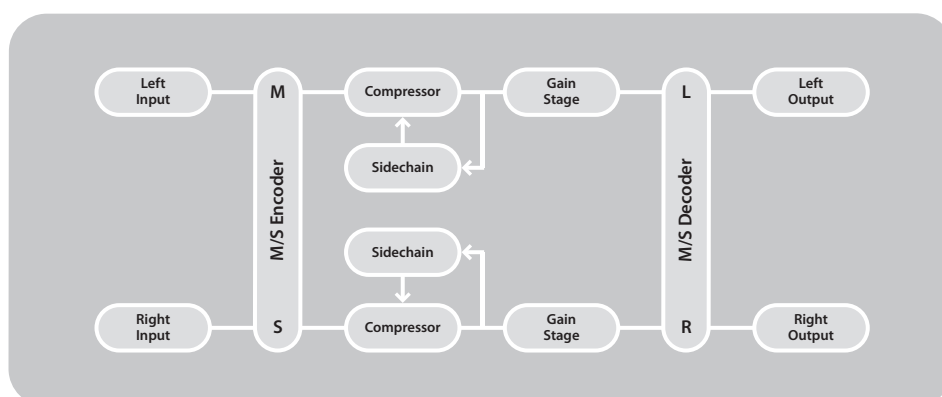 Left
Input
M
Compressor
Gain
Stage
L
Left
Output
Sidechain
M/S Encoder
M/S Decoder
Sidechain
Right
Input
S
Compressor
Gain
Stage
R
Right
Output